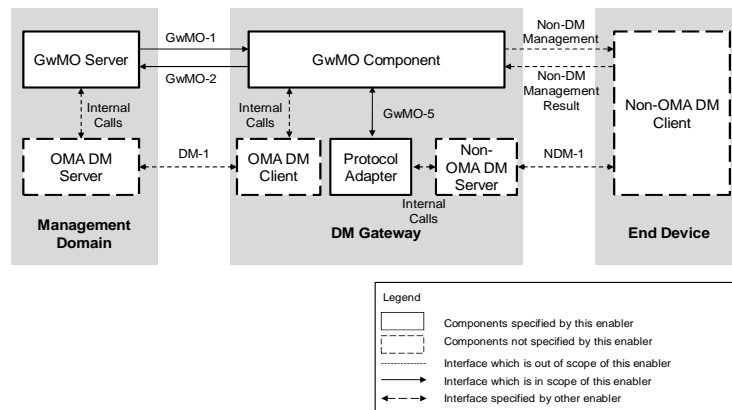 GwMO-1
Non-DM
Management
GwMO Server
GwMO Component
GwMO-2
Non-DM
Management
Result
Internal
Calls
Internal
Calls
GwMO-5
Non-OMA DM
Client
OMA DM
Server
DM-1
OMA DM
Client
Protocol
Adapter
Non-
OMA DM
Server
NDM-1
Internal
Calls
Management
Domain
DM Gateway
End Device
Legend
Components specified by this enabler
Components not specified by this enabler
Interface which is out of scope of this enabler
Interface which is in scope of this enabler
Interface specified by other enabler